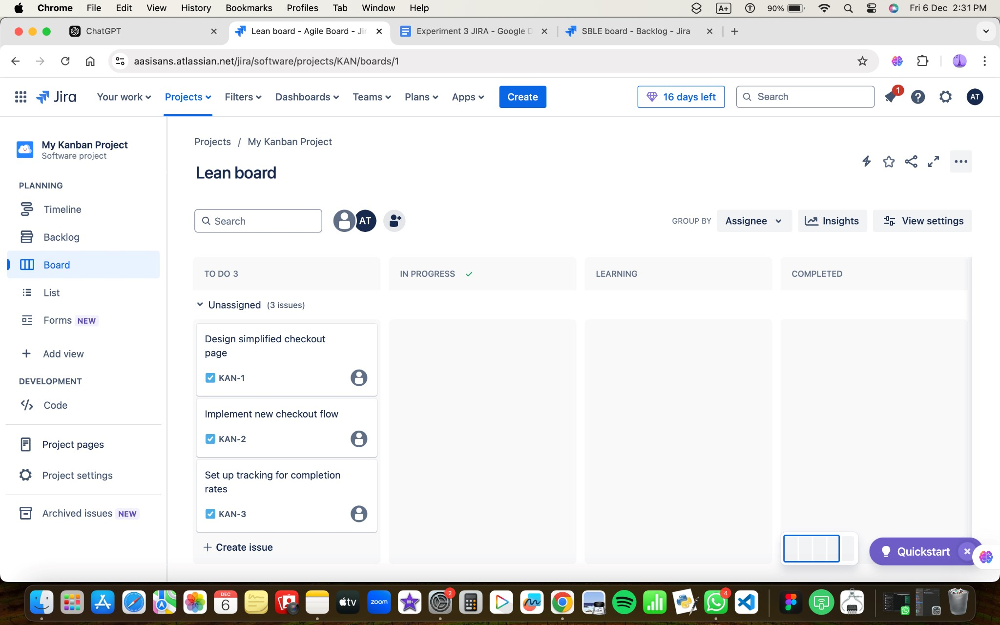 Chrome File Edit View History Bookmarks Profiles Tab Window Help A+ 90% Fri 6 Dec 2:31 PM
ChatGPT Lean board - Agile Board - Jir Experiment 3 JIRA - Google D SBLE board - Backlog - Jira
aasisans.atlassian.net/jira/software/projects/KAN/boards/1
Jira Your work Projects Filters Dashboards Teams Plans Apps Create 16 days left Search 1 AT
My Kanban Project
Software project
PLANNING
Timeline
Backlog
Board
List
Forms NEW
Add view
DEVELOPMENT
Code
Project pages
Project settings
Archived issues NEW
Projects / My Kanban Project
Lean board
Search AT GROUP BY Assignee Insights View settings
TO DO 3 IN PROGRESS LEARNING COMPLETED
Unassigned (3 issues)
Design simplified checkout
page
KAN-1
Implement new checkout flow
KAN-2
Set up tracking for completion
rates
KAN-3
+ Create issue
Quickstart
DEC
6
tv
zoom
2
4